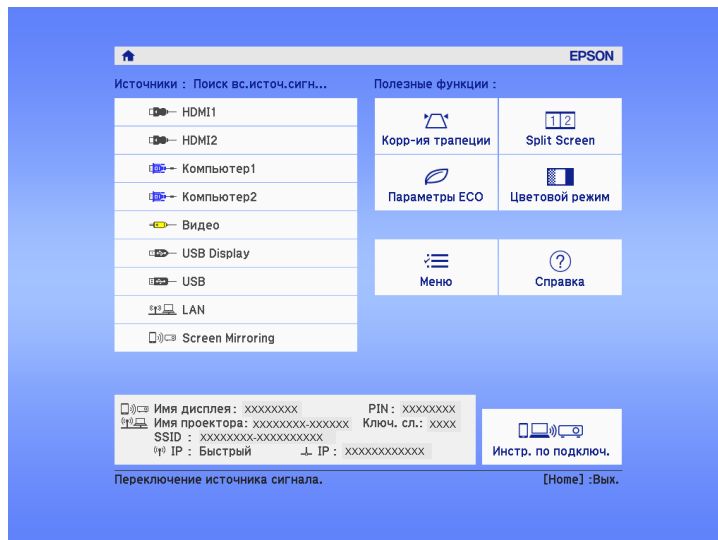 EPSON
Источники : Поиск вс.источ.сигн...
HDMI1
HDMI2
Компьютер1
Компьютер2
Видео
USB Display
USB
LAN
Screen Mirroring
Полезные функции :
1 2
Корр-ия трапеции Split Screen
Параметры ECO Цветовой режим
?
Меню Справка
Имя дисплея : XXXXXXXX PIN : XXXXXXXX
Имя проектора: XXXXXXXX-XXXXXX Ключ. сл.: XXXX
SSID : XXXXXXXX-XXXXXXXXXX
IP : Быстрый IP : XXXXXXXXXXXX
Инстр. по подключ.
Переключение источника сигнала. [Home] :Вых.